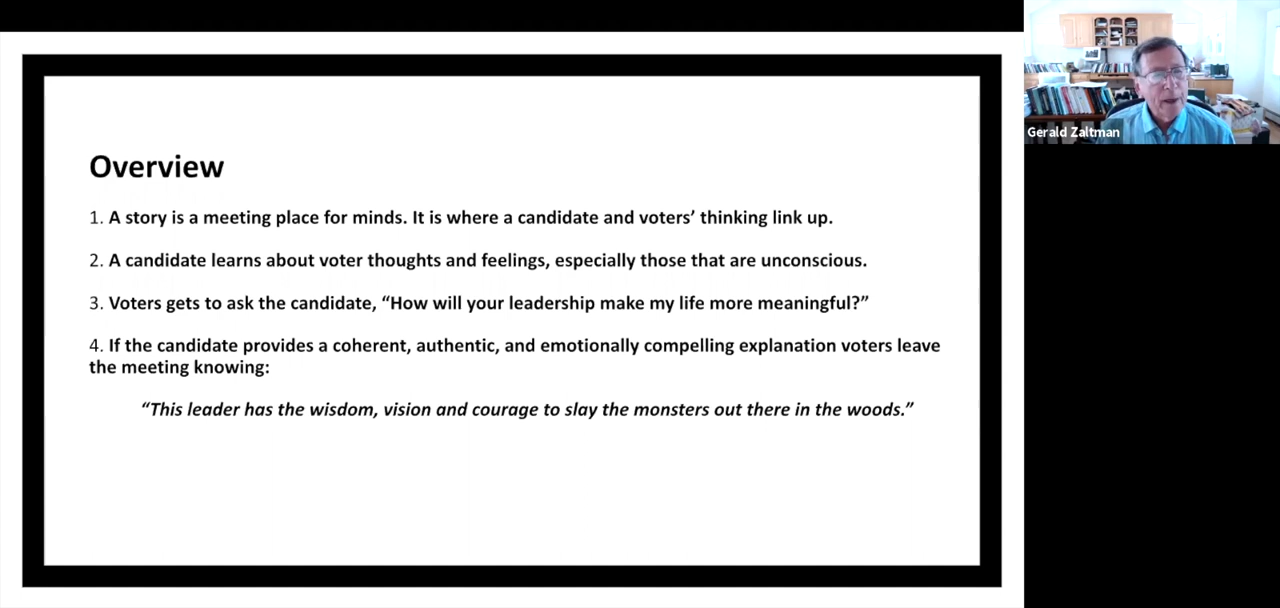 Overview
1. A story is a meeting place for minds. It is where a candidate and voters’ thinking link up.
2. A candidate learns about voter thoughts and feelings, especially those that are unconscious.
3. Voters gets to ask the candidate, “How will your leadership make my life more meaningful?”
4. If the candidate provides a coherent, authentic, and emotionally compelling explanation voters leave
the meeting knowing:
“This leader has the wisdom, vision and courage to slay the monsters out there in the woods.”
Gerald Zaltman